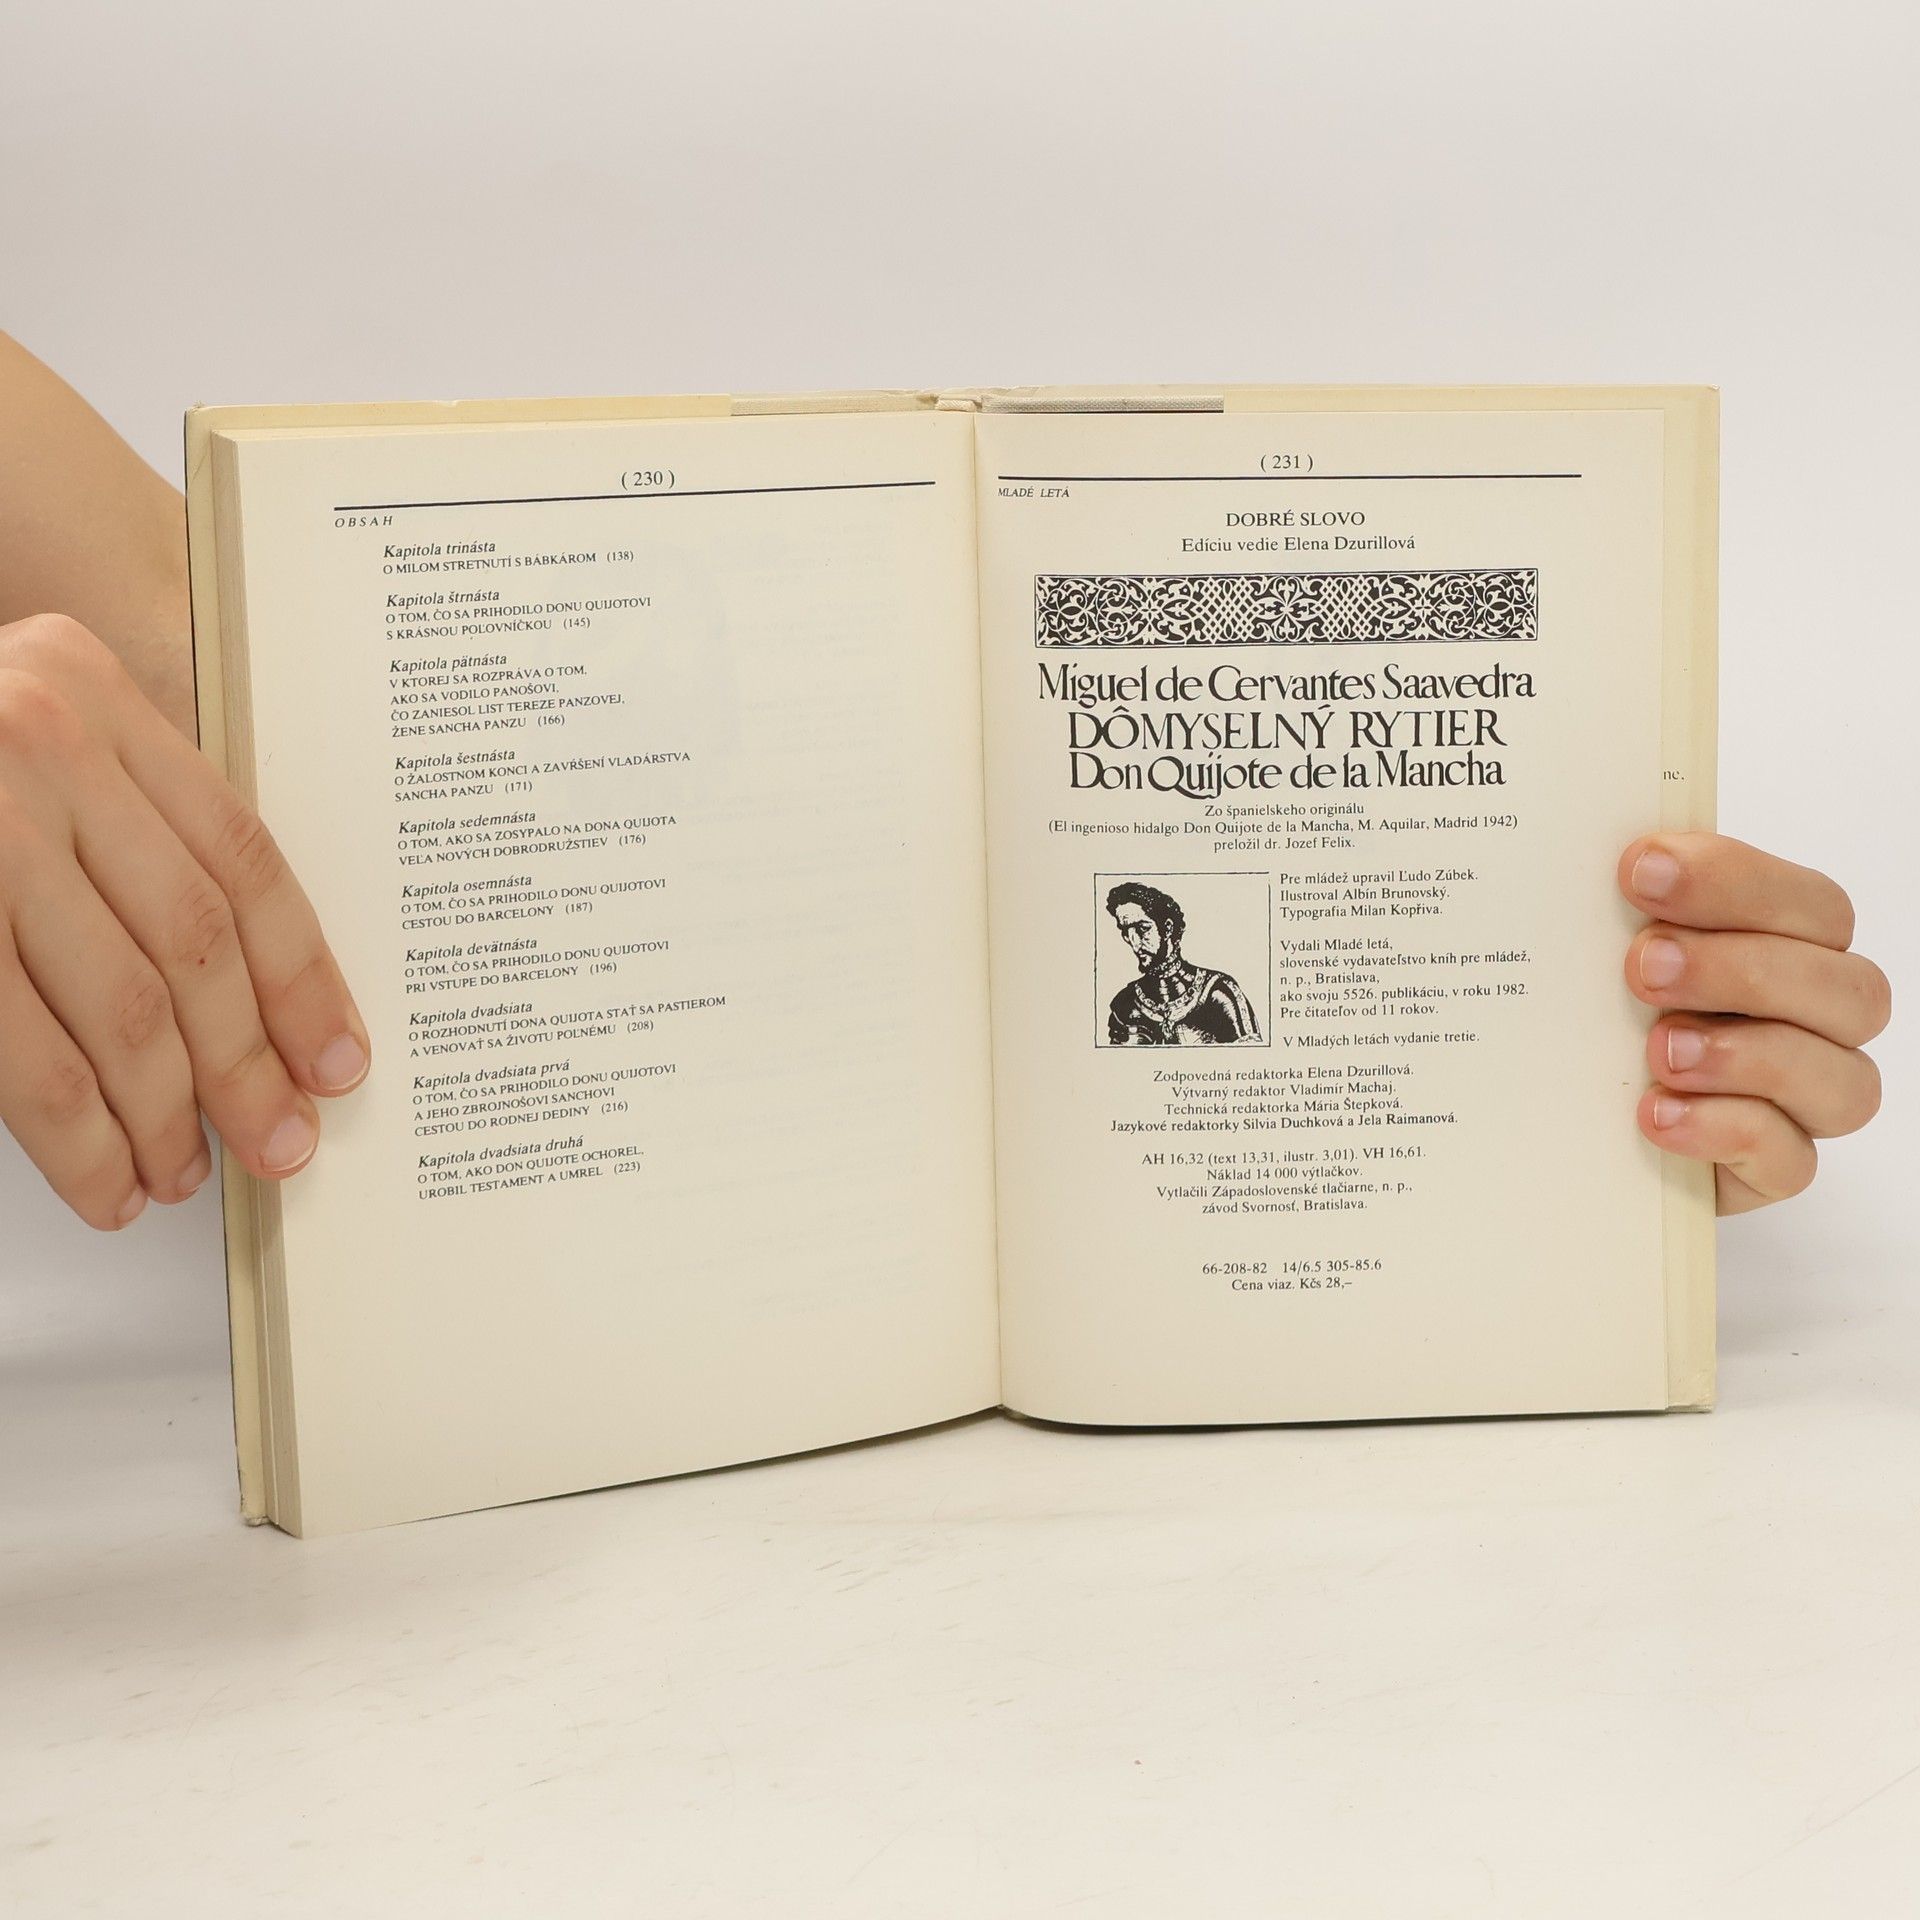 ( 230 )
OBSAH
Kapitola trinásta
O MILOM STRETNUTÍ S BÁBKÁROM (138)
Kapitola štrnásta
O TOM, ČO SA PRIHODILO DONU QUIJOTOVI
S KRÁSNOU POĽOVNÍČKOU (145)
Kapitola pätnásta
V KTOREJ SA ROZPRÁVA O TOM,
AKO SA VODILO PANOŠOVI,
ČO ZANIESOL LIST TEREZE PANZOVEJ,
ŽENE SANCHA PANZU (166)
Kapitola šestnásta
O ŽALOSTNOM KONCI A ZAVŔŠENÍ VLADÁRSTVA
SANCHA PANZU (171)
Kapitola sedemnásta
O TOM, AKO SA ZOSYPALO NA DONA QUIJOTA
VEĽA NOVÝCH DOBRODRUŽSTIEV (176)
Kapitola osemnásta
O TOM, ČO SA PRIHODILO DONU QUIJOTOVI
CESTOU DO BARCELONY (187)
Kapitola devätnásta
O TOM, ČO SA PRIHODILO DONU QUIJOTOVI
PRI VSTUPE DO BARCELONY (196)
Kapitola dvadsiata
O ROZHODNUTÍ DONA QUIJOTA STAŤ SA PASTIEROM
A VENOVAŤ SA ŽIVOTU POĽNÉMU (208)
Kapitola dvadsiata prvá
O TOM, ČO SA PRIHODILO DONU QUIJOTOVI
A JEHO ZBROJNOŠOVI SANCHOVI
CESTOU DO RODNEJ DEDINY (216)
Kapitola dvadsiata druhá
O TOM, AKO DON QUIJOTE OCHOREL,
UROBIL TESTAMENT A UMREL (223)
( 231 )
MLADÉ LETÁ
DOBRÉ SLOVO
Edíciu vedie Elena Dzurillová
Miguel de Cervantes Saavedra
DÔMYSELNÝ RYTIER
Don Quijote de la Mancha
Zo španielskeho originálu
(El ingenioso hidalgo Don Quijote de la Mancha, M. Aquilar, Madrid 1942)
preložil dr. Jozef Felix.
Pre mládež upravil Ľudo Zúbek.
Ilustroval Albín Brunovský.
Typografia Milan Kopřiva.
Vydali Mladé letá,
slovenské vydavateľstvo kníh pre mládež,
n. p., Bratislava,
ako svoju 5526. publikáciu, v roku 1982.
Pre čitateľov od 11 rokov.
V Mladých letách vydanie tretie.
Zodpovedná redaktorka Elena Dzurillová.
Výtvarný redaktor Vladimír Machaj.
Technická redaktorka Mária Štepková.
Jazykové redaktorky Silvia Duchková a Jela Raimanová.
AH 16,32 (text 13,31, ilustr. 3,01). VH 16,61.
Náklad 14 000 výtlačkov.
Vytlačili Západoslovenské tlačiarne, n. p.,
závod Svornosť, Bratislava.
66-208-82 14/6.5 305-85.6
Cena viaz. Kčs 28,–